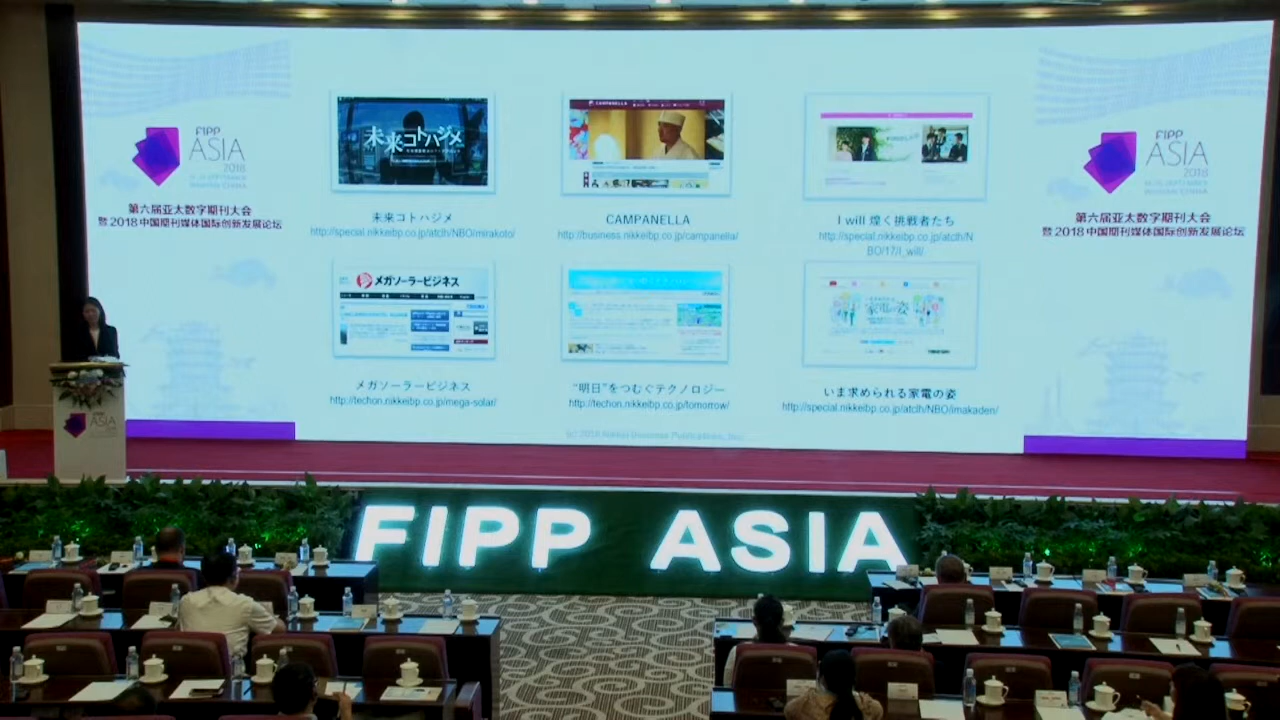 FIPP
ASIA
2018
第六届亚太数字期刊大会
暨2018中国期刊媒体国际创新发展论坛
未来コトハジメ
未来コトハジメ
http://special.nikkeibp.co.jp/atclh/NBO/mirakoto/
CAMPANELLA
CAMPANELLA
http://business.nikkeibp.co.jp/campanella/
I will 煌く挑戦者たち
http://special.nikkeibp.co.jp/atclh/N
BO/17/I_will/
メガソーラービジネス
メガソーラービジネス
http://techon.nikkeibp.co.jp/mega-solar/
“明日”をつむぐテクノロジー
http://techon.nikkeibp.co.jp/tomorrow/
家電の姿
いま求められる家電の姿
http://special.nikkeibp.co.jp/atclh/NBO/imakaden/
FIPP
ASIA
2018
第六届亚太数字期刊大会
暨2018中国期刊媒体国际创新发展论坛
ASIA
FIPP ASIA